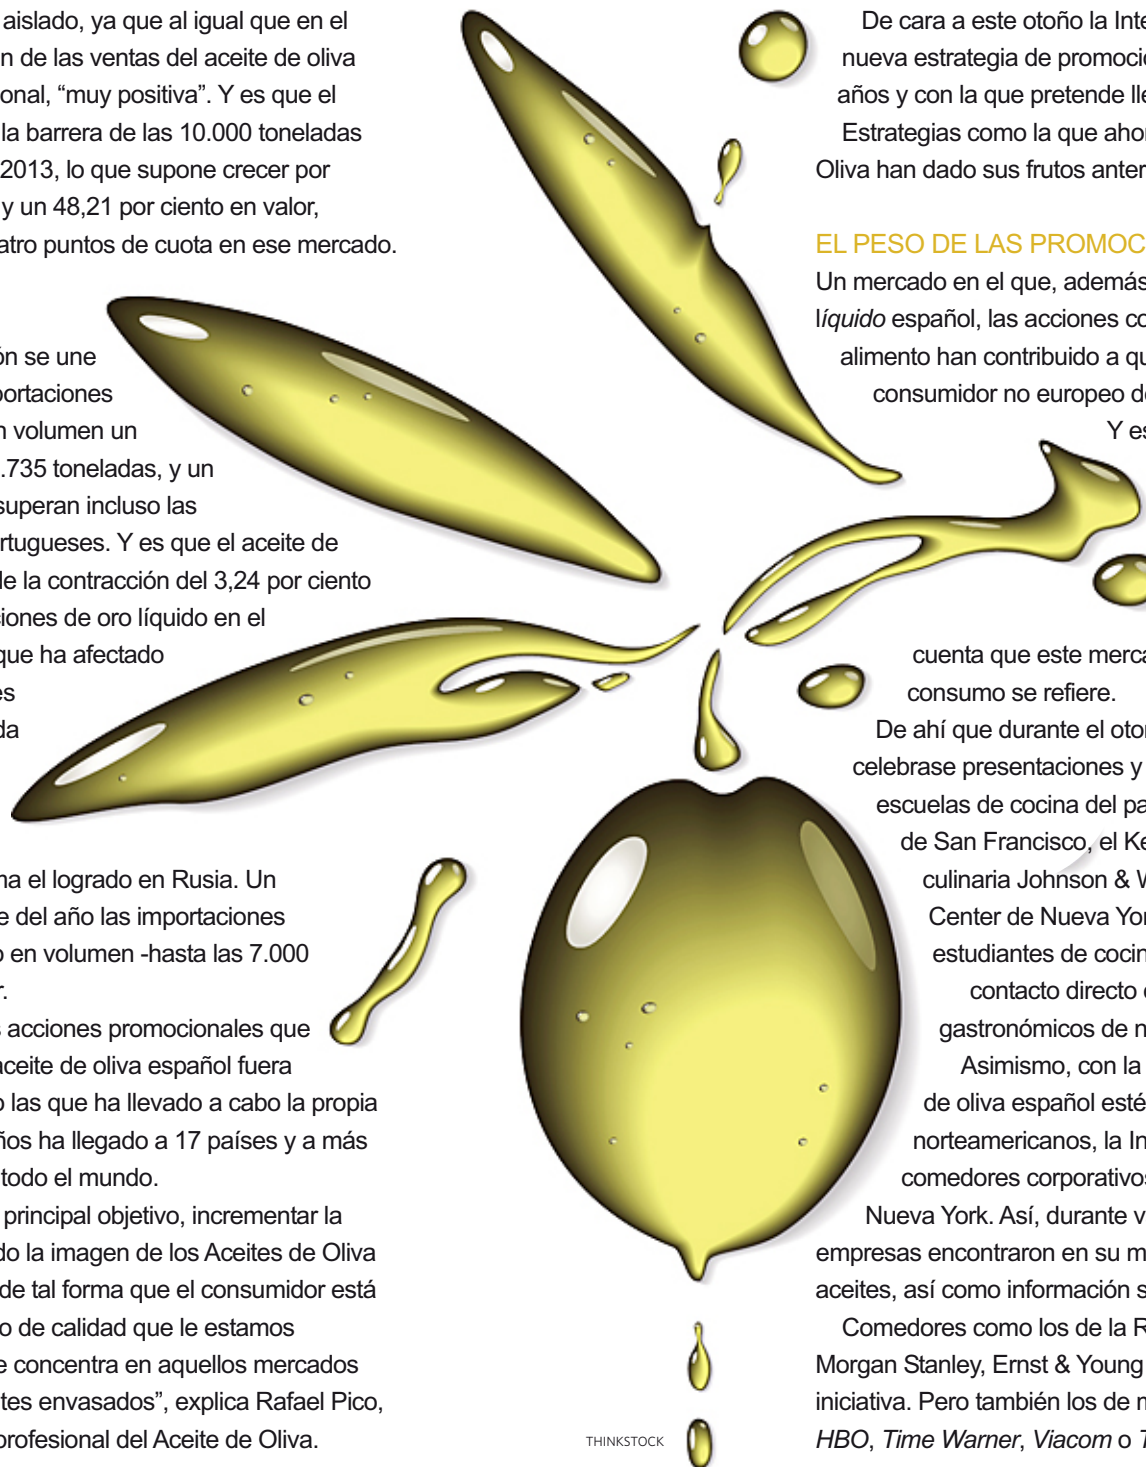 aislado, ya que al igual que en el
n de las ventas del aceite de oliva
onal, “muy positiva”. Y es que el
la barrera de las 10.000 toneladas
2013, lo que supone crecer por
y un 48,21 por ciento en valor,
atro puntos de cuota en ese mercado.
ón se une
portaciones
n volumen un
.735 toneladas, y un
superan incluso las
rtugueses. Y es que el aceite de
de la contracción del 3,24 por ciento
ciones de oro líquido en el
que ha afectado
es
da
na el logrado en Rusia. Un
e del año las importaciones
o en volumen -hasta las 7.000
r.
s acciones promocionales que
aceite de oliva español fuera
o las que ha llevado a cabo la propia
ños ha llegado a 17 países y a más
todo el mundo.
principal objetivo, incrementar la
do la imagen de los Aceites de Oliva
de tal forma que el consumidor está
o de calidad que le estamos
e concentra en aquellos mercados
tes envasados”, explica Rafael Pico,
profesional del Aceite de Oliva.
De cara a este otoño la Inte
nueva estrategia de promoció
años y con la que pretende lle
Estrategias como la que ahor
Oliva han dado sus frutos anter
EL PESO DE LAS PROMOC
Un mercado en el que, además
líquido español, las acciones co
alimento han contribuido a qu
consumidor no europeo de
Y es
cuenta que este merca
consumo se refiere.
De ahí que durante el otoñ
celebrase presentaciones y
escuelas de cocina del pa
de San Francisco, el Ke
culinaria Johnson & W
Center de Nueva Yor
estudiantes de cocin
contacto directo c
gastronómicos de n
Asimismo, con la
de oliva español esté
norteamericanos, la In
comedores corporativos
Nueva York. Así, durante v
empresas encontraron en su m
aceites, así como información s
Comedores como los de la R
Morgan Stanley, Ernst & Young
iniciativa. Pero también los de m
HBO, Time Warner, Viacom o T
THINKSTOCK